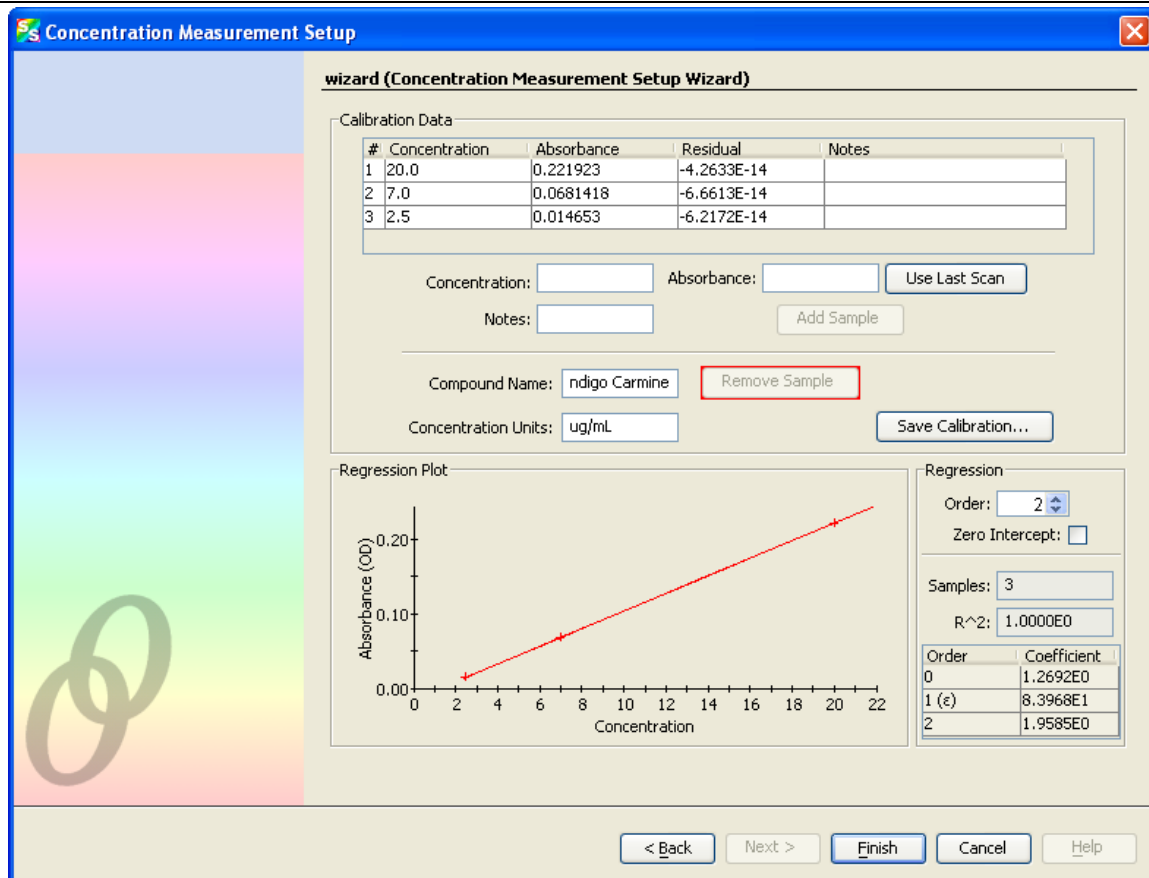 Concentration Measurement Setup
wizard (Concentration Measurement Setup Wizard)
Calibration Data
# Concentration Absorbance Residual Notes
1 20.0 0.221923 -4.2633E-14
2 7.0 0.0681418 -6.6613E-14
3 2.5 0.014653 -6.2172E-14
Concentration: Absorbance: Use Last Scan
Notes: Add Sample
Compound Name: ndigo Carmine Remove Sample
Concentration Units: ug/mL Save Calibration...
Regression Plot
Absorbance (OD)
0.20
0.10
0.00
0 2 4 6 8 10 12 14 16 18 20 22
Concentration
Regression
Order: 2
Zero Intercept:
Samples: 3
R^2: 1.0000E0
Order Coefficient
0 1.2692E0
1 (ε) 8.3968E1
2 1.9585E0
< Back Next > Finish Cancel Help